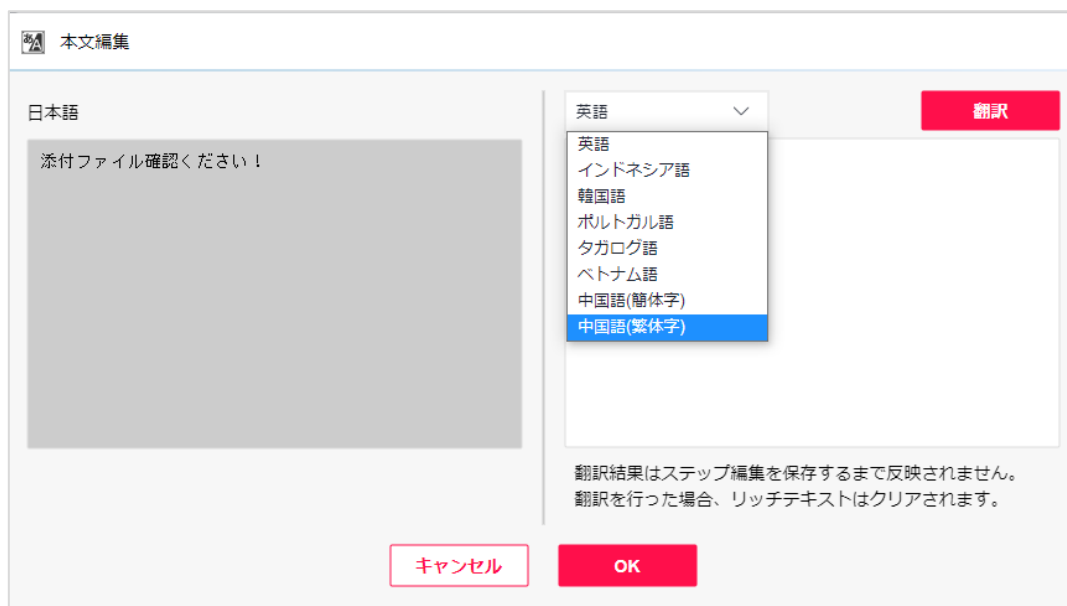 本文編集
日本語
添付ファイル確認ください！
英語
翻訳
英語
インドネシア語
韓国語
ポルトガル語
タガログ語
ベトナム語
中国語(簡体字)
中国語(繁体字)
翻訳結果はステップ編集を保存するまで反映されません。
翻訳を行った場合、リッチテキストはクリアされます。
キャンセル
OK